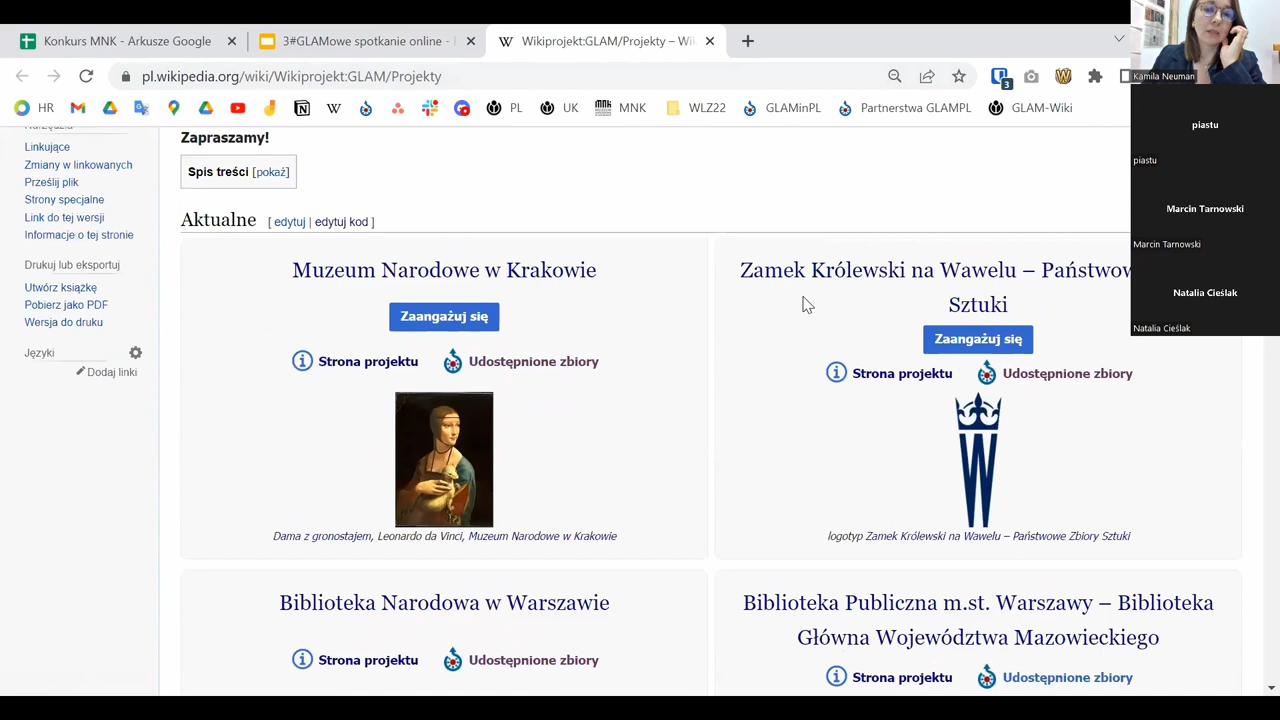 Konkurs MNK - Arkusze Google
3#GLAMowe spotkanie online -
Wikiprojekt:GLAM/Projekty – Wi
pl.wikipedia.org/wiki/Wikiprojekt:GLAM/Projekty
3
HR
PL
UK
MNK
WLZ22
GLAMinPL
Partnerstwa GLAMPL
GLAM-Wiki
Kamila Neuman
piastu
piastu
Marcin Tarnowski
Marcin Tarnowski
Natalia Cieślak
Natalia Cieślak
Narzędzia
Linkujące
Zmiany w linkowanych
Prześlij plik
Strony specjalne
Link do tej wersji
Informacje o tej stronie
Drukuj lub eksportuj
Utwórz książkę
Pobierz jako PDF
Wersja do druku
Języki
Dodaj linki
Zapraszamy!
Spis treści [pokaż]
Aktualne [ edytuj | edytuj kod ]
Muzeum Narodowe w Krakowie
Zaangażuj się
Strona projektu
Udostępnione zbiory
Dama z gronostajem, Leonardo da Vinci, Muzeum Narodowe w Krakowie
Zamek Królewski na Wawelu – Państwow
Sztuki
Zaangażuj się
Strona projektu
Udostępnione zbiory
logotyp Zamek Królewski na Wawelu – Państwowe Zbiory Sztuki
Biblioteka Narodowa w Warszawie
Strona projektu
Udostępnione zbiory
Biblioteka Publiczna m.st. Warszawy – Biblioteka
Główna Województwa Mazowieckiego
Strona projektu
Udostępnione zbiory